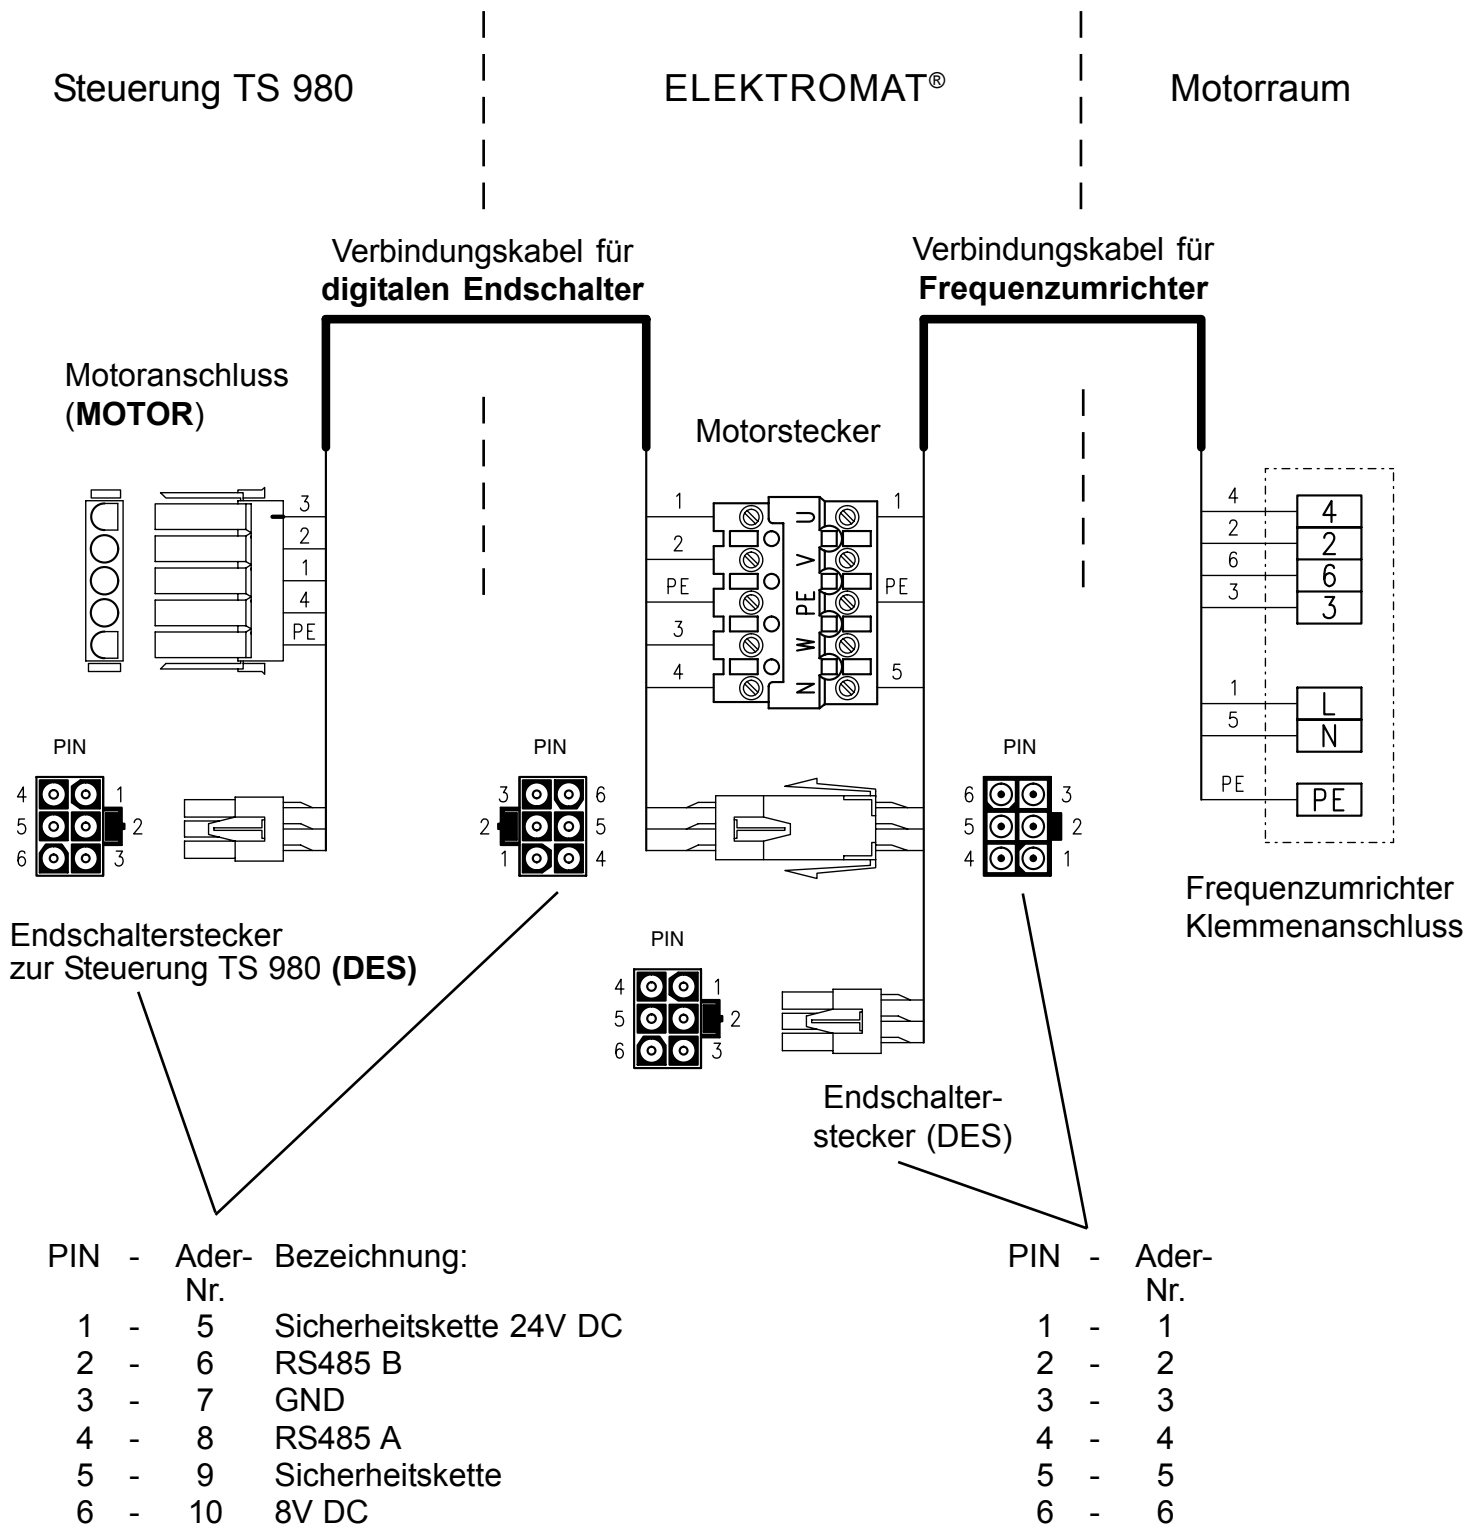 Steuerung TS 980
ELEKTROMAT®
Motorraum
Verbindungskabel für
digitalen Endschalter
Verbindungskabel für
Frequenzumrichter
Motoranschluss
(MOTOR)
3
2
1
4
PE
Motorstecker
1
2
PE
3
4
U
V
PE
W
N
1
PE
5
4
2
6
3
1
5
PE
4
2
6
3
L
N
PE
PIN
4 1
5 2
6 3
PIN
3 6
2 5
1 4
PIN
6 3
5 2
4 1
PIN
4 1
5 2
6 3
Frequenzumrichter
Klemmenanschluss
Endschalterstecker
zur Steuerung TS 980 (DES)
Endschalter-
stecker (DES)
PIN - Ader- Bezeichnung:
Nr.
1 - 5 Sicherheitskette 24V DC
2 - 6 RS485 B
3 - 7 GND
4 - 8 RS485 A
5 - 9 Sicherheitskette
6 - 10 8V DC
PIN - Ader-
Nr.
1 - 1
2 - 2
3 - 3
4 - 4
5 - 5
6 - 6